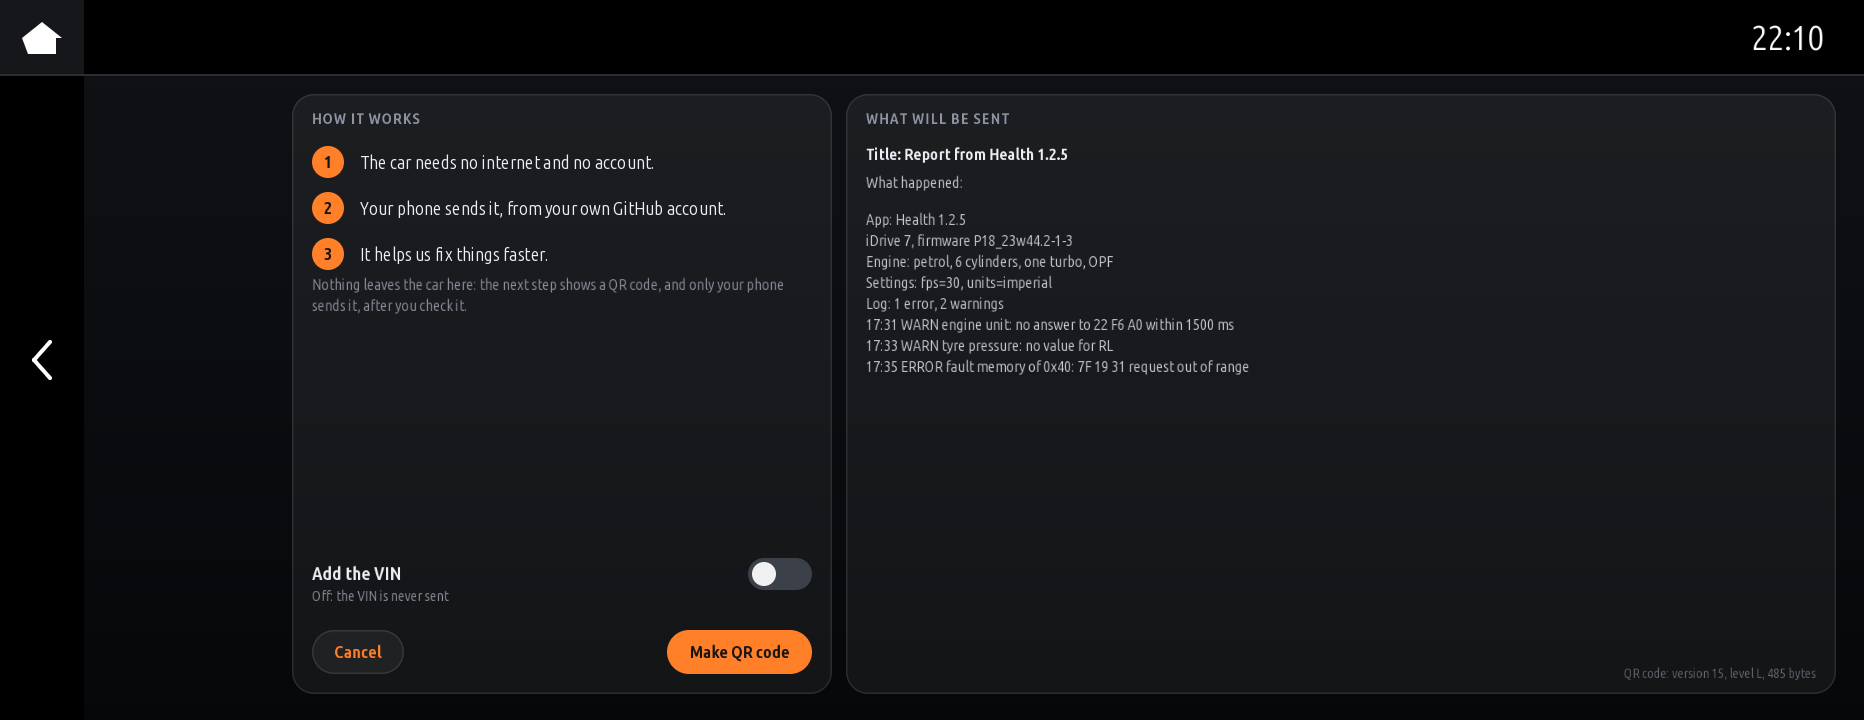 22:10
HOW IT WORKS
1 The car needs no internet and no account.
2 Your phone sends it, from your own GitHub account.
3 It helps us fix things faster.
Nothing leaves the car here: the next step shows a QR code, and only your phone
sends it, after you check it.
Add the VIN
Off: the VIN is never sent
Cancel
Make QR code
WHAT WILL BE SENT
Title: Report from Health 1.2.5
What happened:
App: Health 1.2.5
iDrive 7, firmware P18_23w44.2-1-3
Engine: petrol, 6 cylinders, one turbo, OPF
Settings: fps=30, units=imperial
Log: 1 error, 2 warnings
17:31 WARN engine unit: no answer to 22 F6 A0 within 1500 ms
17:33 WARN tyre pressure: no value for RL
17:35 ERROR fault memory of 0x40: 7F 19 31 request out of range
QR code: version 15, level L, 485 bytes